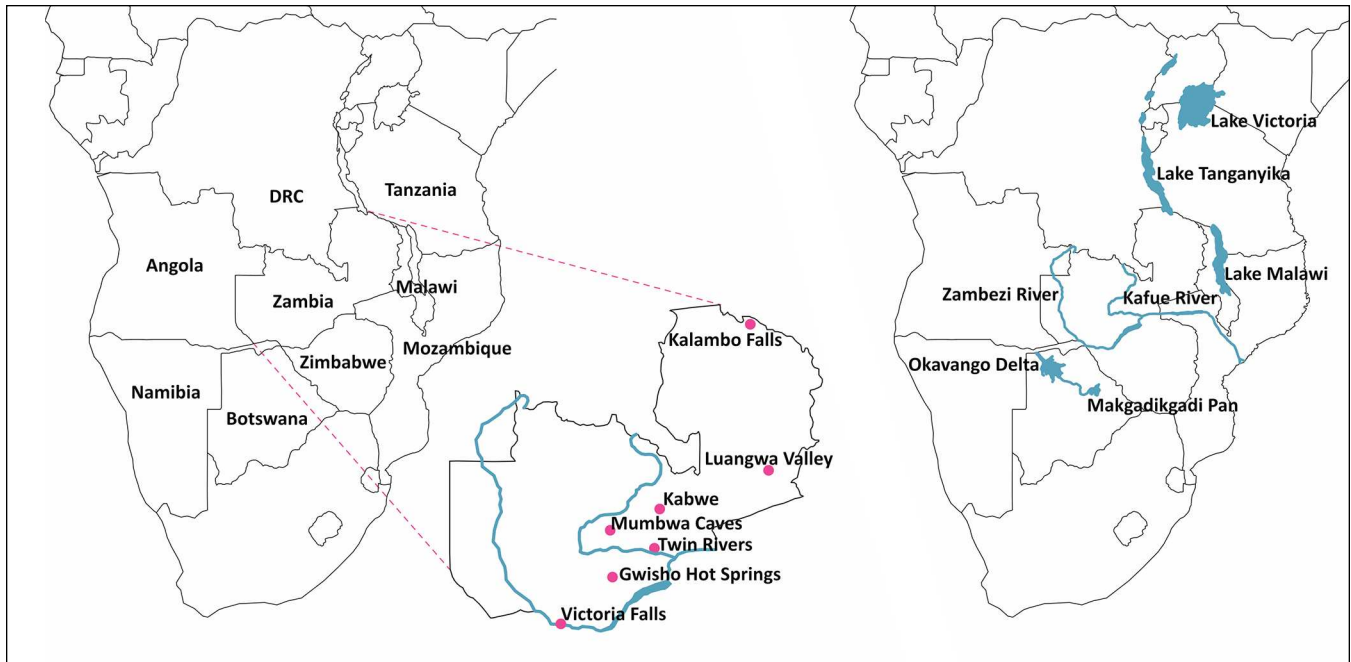 DRC
Tanzania
Angola
Zambia
Malawi
Zimbabwe
Mozambique
Namibia
Botswana
Kalambo Falls
Luangwa Valley
Kabwe
Mumbwa Caves
Twin Rivers
Gwisho Hot Springs
Victoria Falls
Lake Victoria
Lake Tanganyika
Lake Malawi
Zambezi River
Kafue River
Okavango Delta
Makgadikgadi Pan